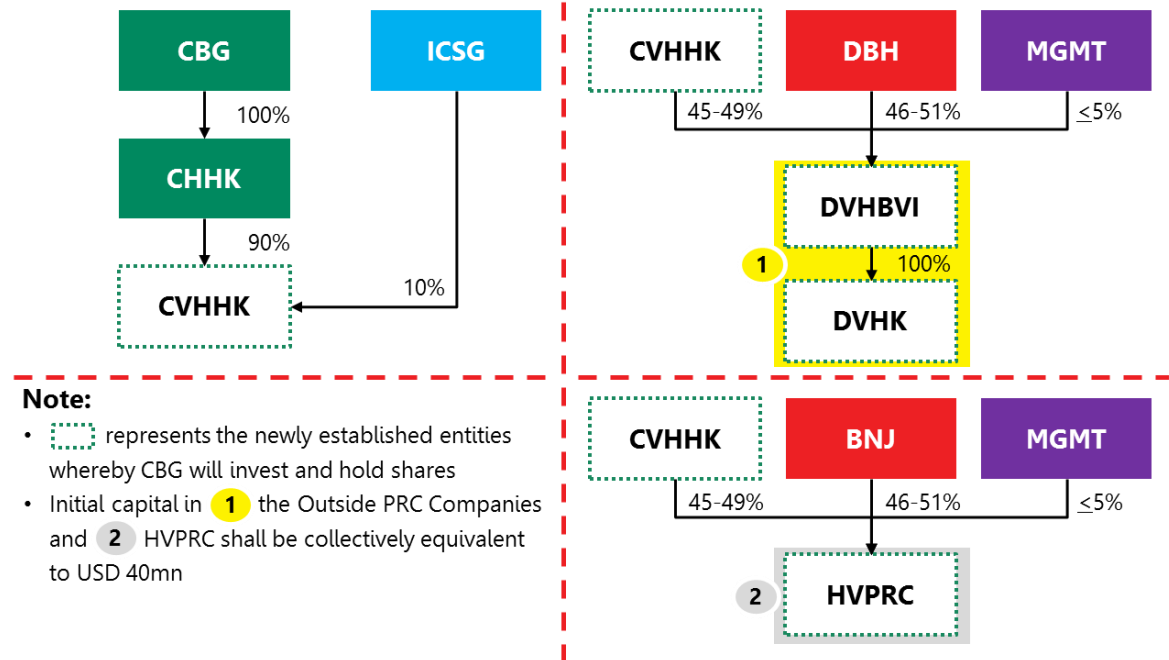 CBG
ICSG
100%
CHHK
90%
10%
CVHHK
CVHHK
DBH
MGMT
45-49%
46-51%
<5%
DVHBVI
1
100%
DVHK
Note:
• represents the newly established entities
whereby CBG will invest and hold shares
• Initial capital in 1 the Outside PRC Companies
and 2 HVPRC shall be collectively equivalent
to USD 40mn
CVHHK
BNJ
MGMT
45-49%
46-51%
<5%
2
HVPRC